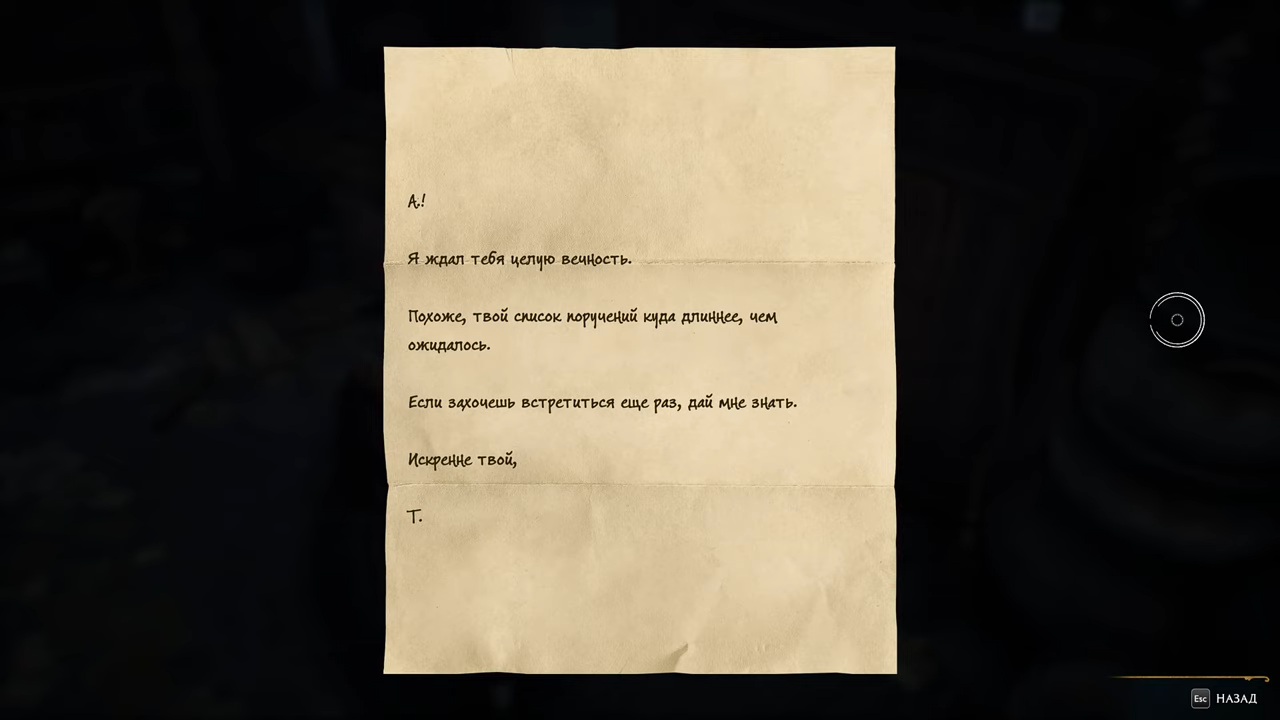 А.!
Я ждал тебя целую вечность.
Похоже, твой список поручений куда длиннее, чем
ожидалось.
Если захочешь встретиться еще раз, дай мне знать.
Искренне твой,
Т.
Esc НАЗАД